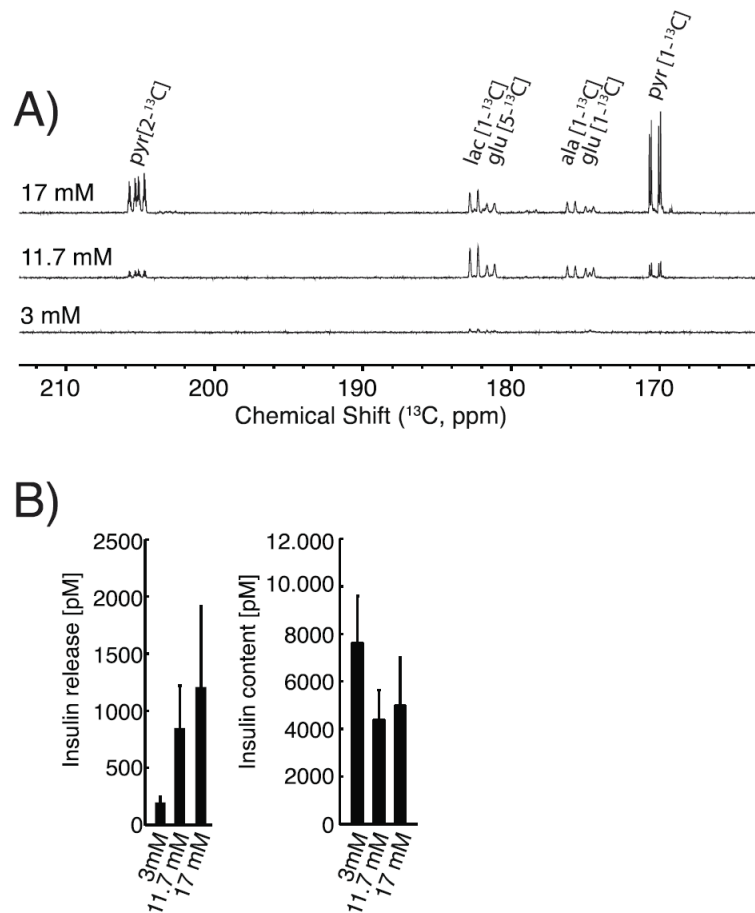 A)
pyr[2-¹³C]
lac [1-¹³C]
glu [5-¹³C]
ala [1-¹³C]
glu [1-¹³C]
pyr [1-¹³C]
17 mM
11.7 mM
3 mM
210 200 190 180 170
Chemical Shift (¹³C, ppm)
B)
Insulin release [pM]
2500
2000
1500
1000
500
0
3mM
11.7 mM
17 mM
Insulin content [pM]
12.000
10.000
8000
6000
4000
2000
0
3mM
11.7 mM
17 mM